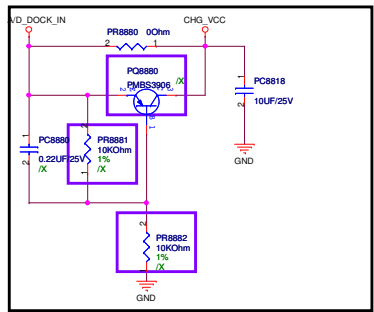 /D_DOCK_IN
CHG_VCC
PR8880 0Ohm
2 1
PQ8880
PMBS3906 /X
PC8818
10UF/25V
2 3
1
PC8880
0.22UF/25V
/X
PR8881
10KOhm
1%
/X
GND
PR8882
10KOhm
1%
/X
GND